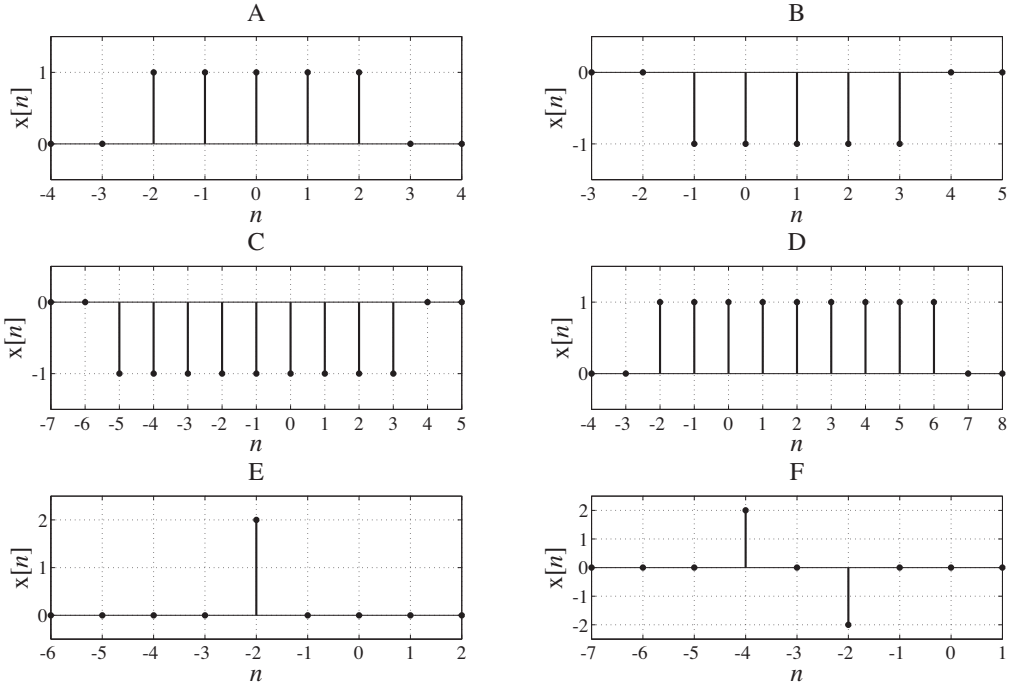 A
1
0
x[n]
-4 -3 -2 -1 0 1 2 3 4
n
B
0
-1
x[n]
-3 -2 -1 0 1 2 3 4 5
n
C
0
-1
x[n]
-7 -6 -5 -4 -3 -2 -1 0 1 2 3 4 5
n
D
1
0
x[n]
-4 -3 -2 -1 0 1 2 3 4 5 6 7 8
n
E
2
1
0
x[n]
-6 -5 -4 -3 -2 -1 0 1 2
n
F
2
1
0
-1
-2
x[n]
-7 -6 -5 -4 -3 -2 -1 0 1
n